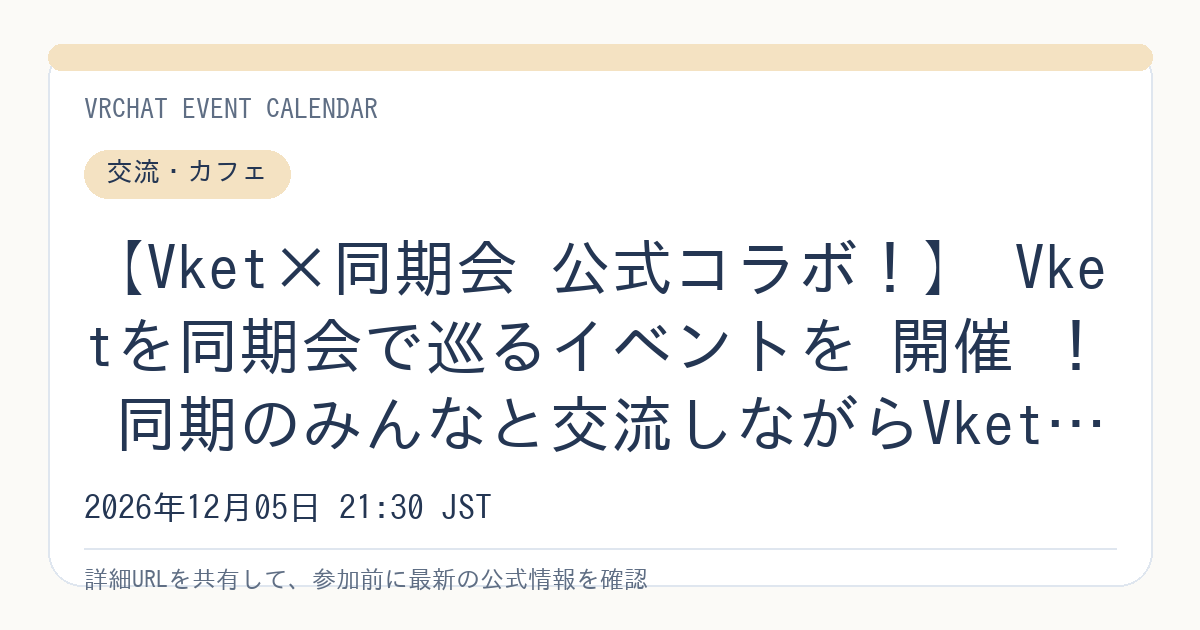 VRCHAT EVENT CALENDAR
交流・カフェ
【Vket×同期会 公式コラボ！】 Vke
tを同期会で巡るイベントを 開催 ！
同期のみんなと交流しながらVket…
2026年12月05日 21:30 JST
詳細URLを共有して、参加前に最新の公式情報を確認